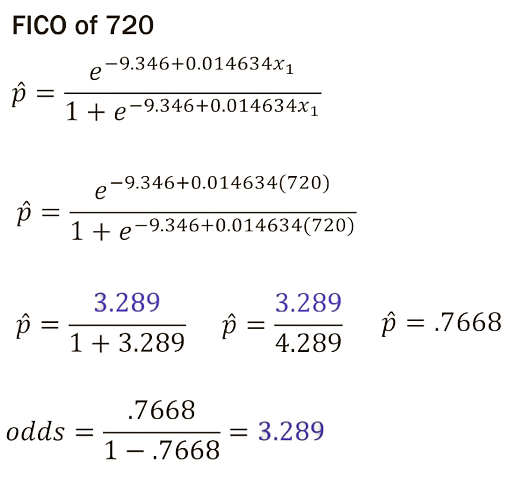 FICO of 720
p̂ = e^(−9.346+0.014634x₁) / 1 + e^(−9.346+0.014634x₁)
p̂ = e^(−9.346+0.014634(720)) / 1 + e^(−9.346+0.014634(720))
p̂ = 3.289 / 1 + 3.289 p̂ = 3.289 / 4.289 p̂ = .7668
odds = .7668 / 1 − .7668 = 3.289